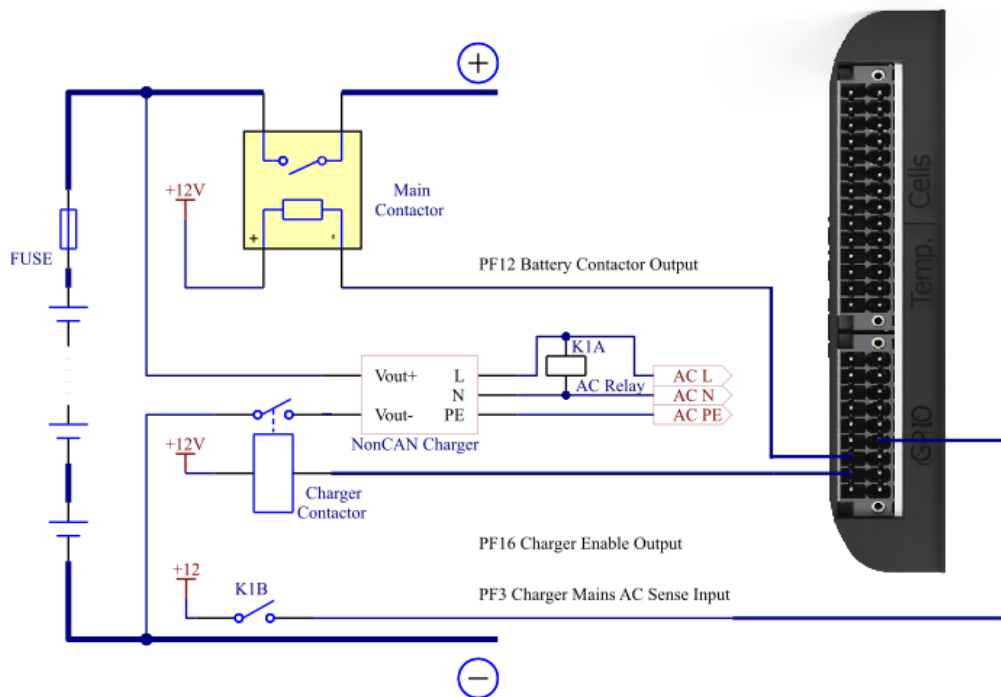 +
+12V
Main
Contactor
+ -
FUSE
PF12 Battery Contactor Output
K1A
Vout+ L
AC Relay
AC L
N
AC N
Vout- PE
AC PE
NonCAN Charger
+12V
Charger
Contactor
PF16 Charger Enable Output
+12
K1B
PF3 Charger Mains AC Sense Input
−
Temp. | Cells
GPIO